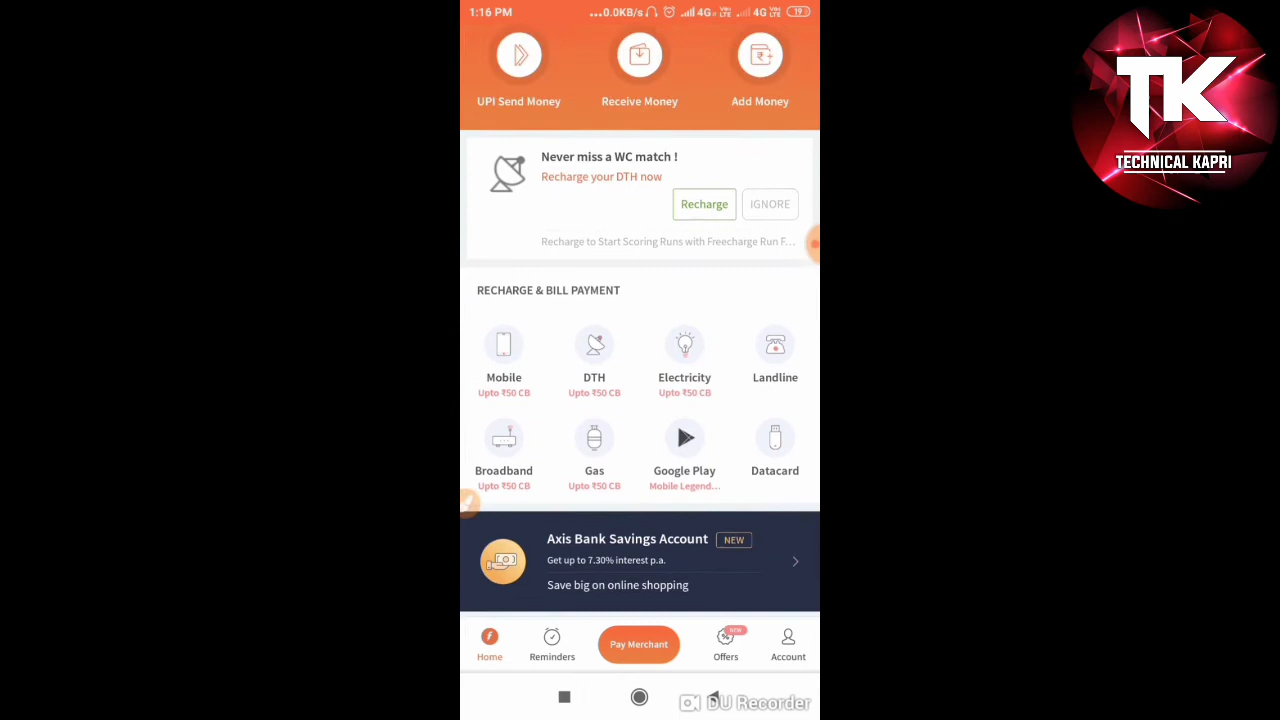 1:16 PM ...0.0KB/s 4G VoLTE 4G VoLTE 19
TK
TECHNICAL KAPRI
UPI Send Money Receive Money Add Money
Never miss a WC match !
Recharge your DTH now
Recharge IGNORE
Recharge to Start Scoring Runs with Freecharge Run F...
RECHARGE & BILL PAYMENT
Mobile DTH Electricity Landline
Upto ₹50 CB Upto ₹50 CB Upto ₹50 CB
Broadband Gas Google Play Datacard
Upto ₹50 CB Upto ₹50 CB Mobile Legend...
Axis Bank Savings Account NEW
Get up to 7.30% interest p.a.
Save big on online shopping
NEW
Home Reminders Pay Merchant Offers Account
DU Recorder